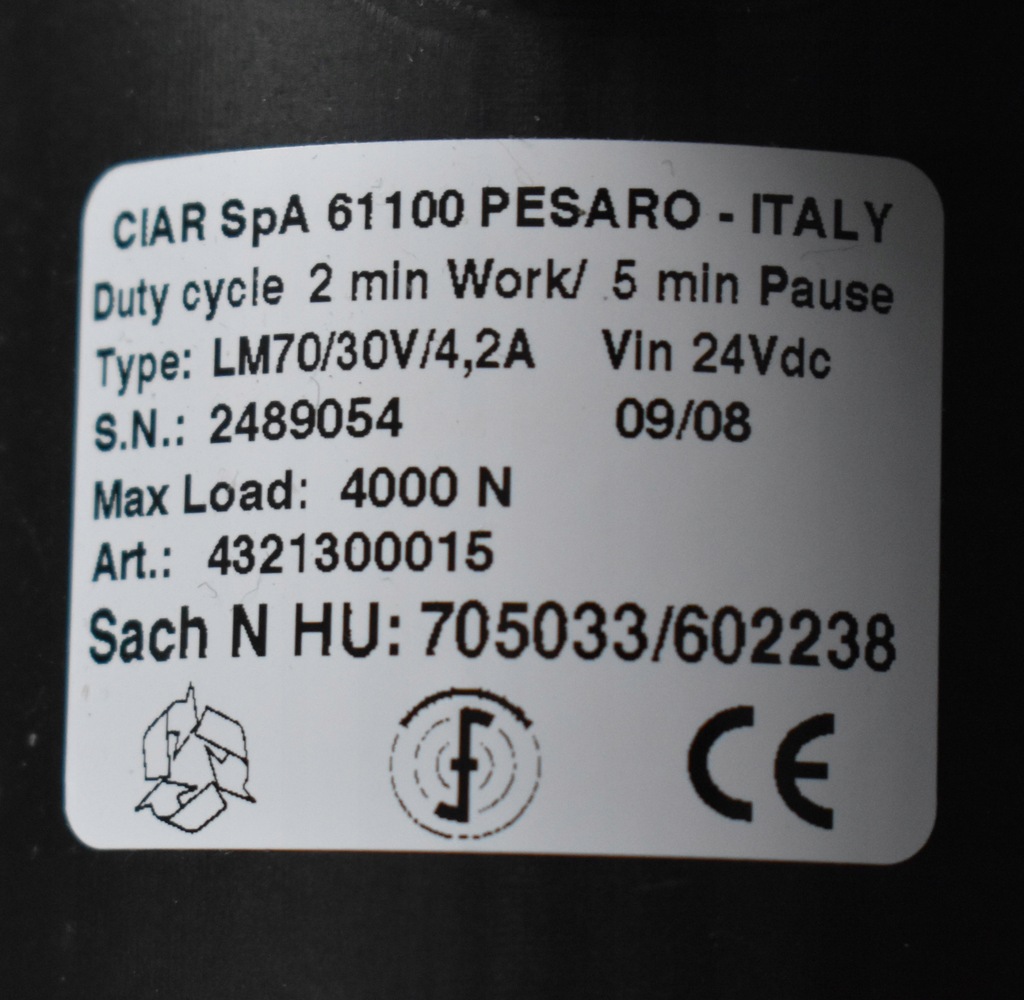 CIAR SpA 61100 PESARO - ITALY
Duty cycle 2 min Work/ 5 min Pause
Type: LM70/30V/4,2A Vin 24Vdc
S.N.: 2489054 09/08
Max Load: 4000 N
Art.: 4321300015
Sach N HU: 705033/602238
CE